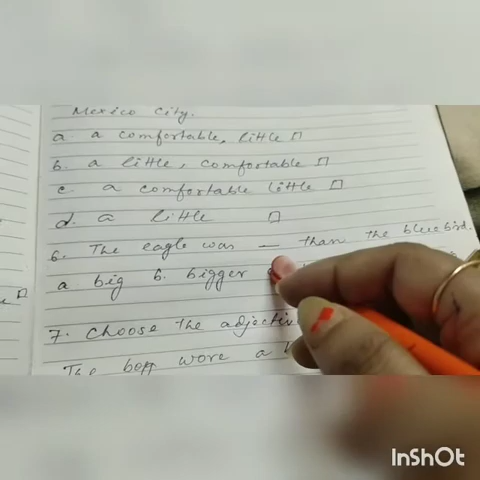 Mexico City.
a. a comfortable, little
b. a little, comfortable
c. a comfortable little
d. a little
6. The eagle was — than the bluebird.
a big b. bigger
7. Choose the adjectiv
The boy wore a
InShOt